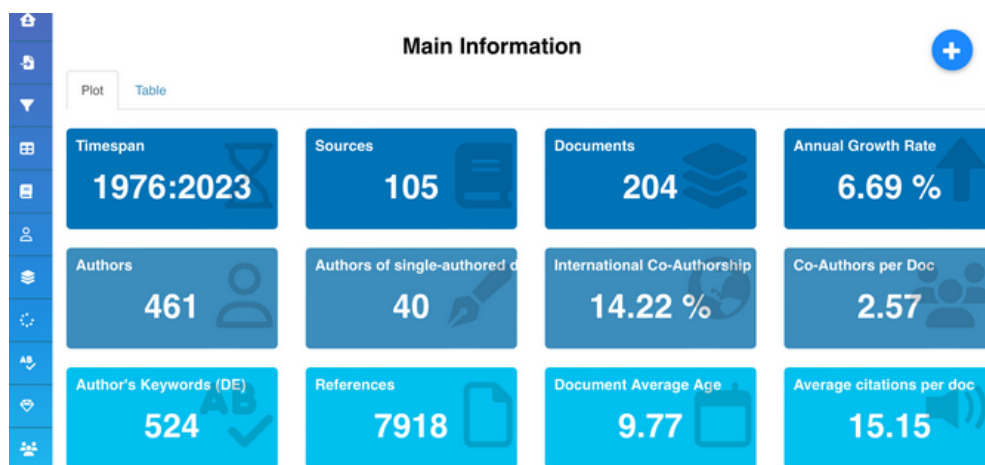 Main Information
Plot
Table
Timespan
1976:2023
Sources
105
Documents
204
Annual Growth Rate
6.69 %
Authors
461
Authors of single-authored d
40
International Co-Authorship
14.22 %
Co-Authors per Doc
2.57
Author's Keywords (DE)
524
References
7918
Document Average Age
9.77
Average citations per doc
15.15